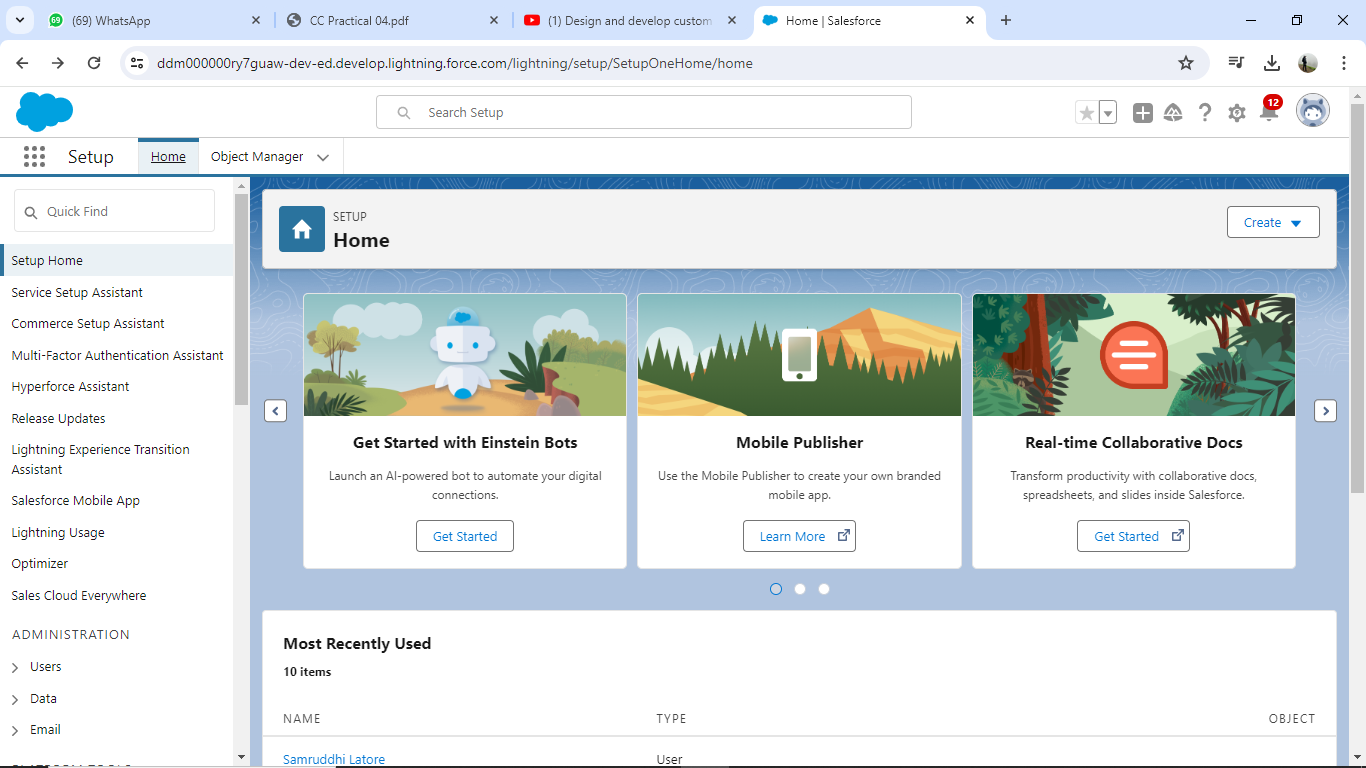 (69) WhatsApp
CC Practical 04.pdf
(1) Design and develop custom
Home | Salesforce
ddm000000ry7guaw-dev-ed.develop.lightning.force.com/lightning/setup/SetupOneHome/home
Search Setup
12
Setup
Home
Object Manager
Quick Find
Setup Home
Service Setup Assistant
Commerce Setup Assistant
Multi-Factor Authentication Assistant
Hyperforce Assistant
Release Updates
Lightning Experience Transition
Assistant
Salesforce Mobile App
Lightning Usage
Optimizer
Sales Cloud Everywhere
ADMINISTRATION
Users
Data
Email
SETUP
Home
Create
Get Started with Einstein Bots
Launch an AI-powered bot to automate your digital
connections.
Get Started
Mobile Publisher
Use the Mobile Publisher to create your own branded
mobile app.
Learn More
Real-time Collaborative Docs
Transform productivity with collaborative docs,
spreadsheets, and slides inside Salesforce.
Get Started
Most Recently Used
10 items
NAME
TYPE
OBJECT
Samruddhi Latore
User